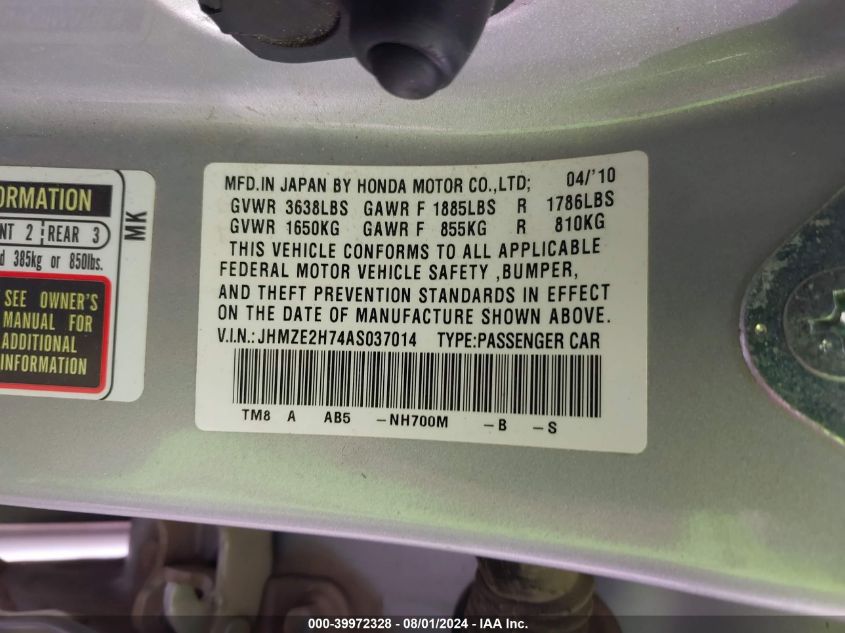 ORMATION
NT 2 REAR 3
d 385kg or 850lbs.
SEE OWNER'S
MANUAL FOR
ADDITIONAL
INFORMATION
MK
MFD.IN JAPAN BY HONDA MOTOR CO.,LTD; 04/'10
GVWR 3638LBS GAWR F 1885LBS R 1786LBS
GVWR 1650KG GAWR F 855KG R 810KG
THIS VEHICLE CONFORMS TO ALL APPLICABLE
FEDERAL MOTOR VEHICLE SAFETY ,BUMPER,
AND THEFT PREVENTION STANDARDS IN EFFECT
ON THE DATE OF MANUFACTURE SHOWN ABOVE.
V.I.N.: JHMZE2H74AS037014 TYPE:PASSENGER CAR
TM8 A AB5 -NH700M -B -S
000-39972328 - 08/01/2024 - IAA Inc.